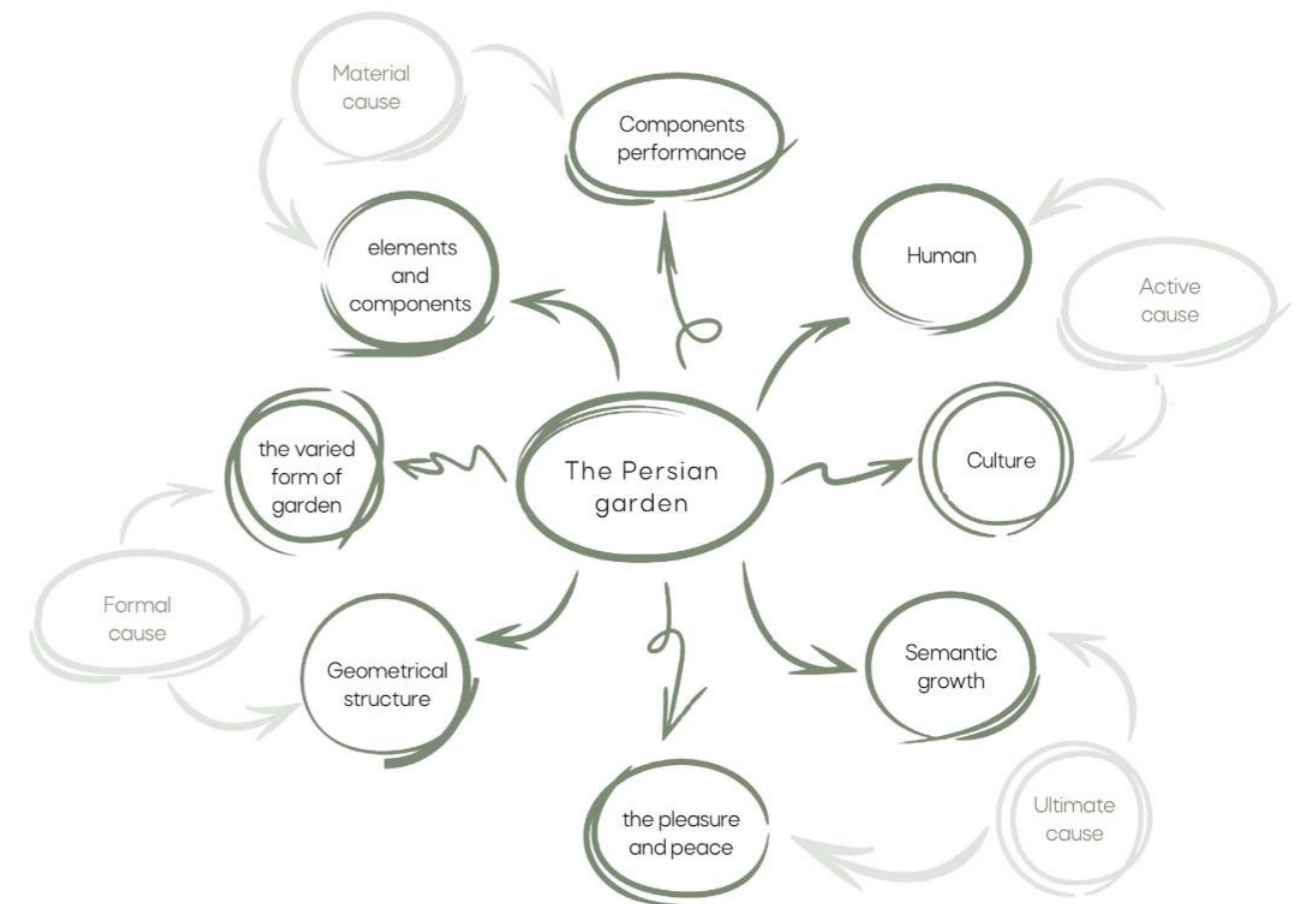 Material
cause
Components
performance
elements
and
components
Human
Active
cause
the varied
form of
garden
The Persian
garden
Culture
Formal
cause
Geometrical
structure
Semantic
growth
the pleasure
and peace
Ultimate
cause